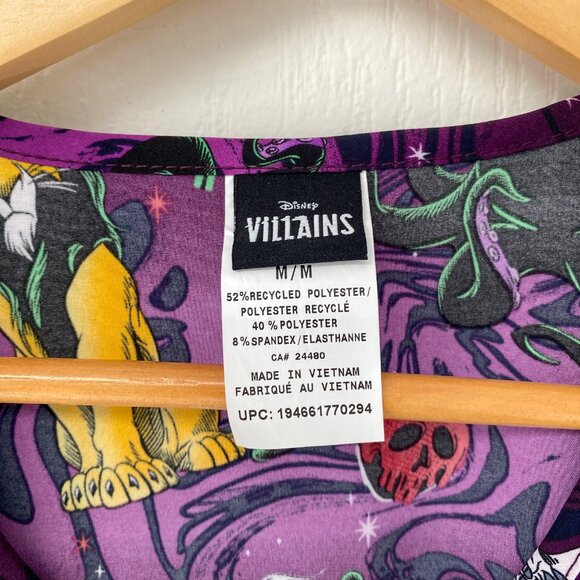 Disney
VILLAINS
M/M
52%RECYCLED POLYESTER/
POLYESTER RECYCLÉ
40 % POLYESTER
8%SPANDEX/ELASTHANNE
CA# 24480
MADE IN VIETNAM
FABRIQUÉ AU VIETNAM
UPC: 194661770294